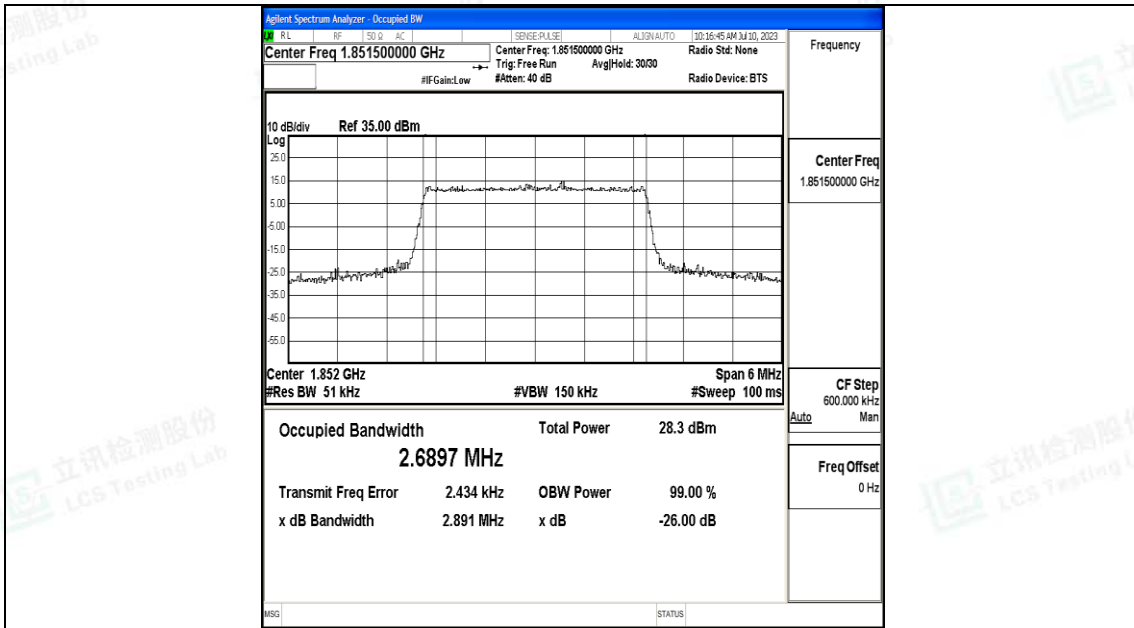 Agilent Spectrum Analyzer - Occupied BW
RL RF 50 Ω AC SENSE:PULSE ALIGN AUTO 10:16:45 AM Jul 10, 2023
Center Freq 1.851500000 GHz
Center Freq: 1.851500000 GHz
Radio Std: None
Trig: Free Run Avg|Hold: 30/30
#IFGain:Low #Atten: 40 dB Radio Device: BTS
Frequency
10 dB/div Ref 35.00 dBm
Log
25.0
15.0
5.00
-5.00
-15.0
-25.0
-35.0
-45.0
-55.0
Center 1.852 GHz Span 6 MHz
#Res BW 51 kHz #VBW 150 kHz #Sweep 100 ms
Center Freq
1.851500000 GHz
CF Step
600.000 kHz
Auto Man
Freq Offset
0 Hz
Occupied Bandwidth Total Power 28.3 dBm
2.6897 MHz
Transmit Freq Error 2.434 kHz OBW Power 99.00 %
x dB Bandwidth 2.891 MHz x dB -26.00 dB
MSG STATUS
立讯检测股份
LCS Testing Lab